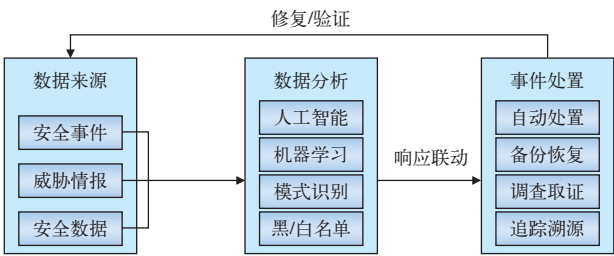 修复/验证
数据来源
安全事件
威胁情报
安全数据
数据分析
人工智能
机器学习
模式识别
黑/白名单
响应联动
事件处置
自动处置
备份恢复
调查取证
追踪溯源